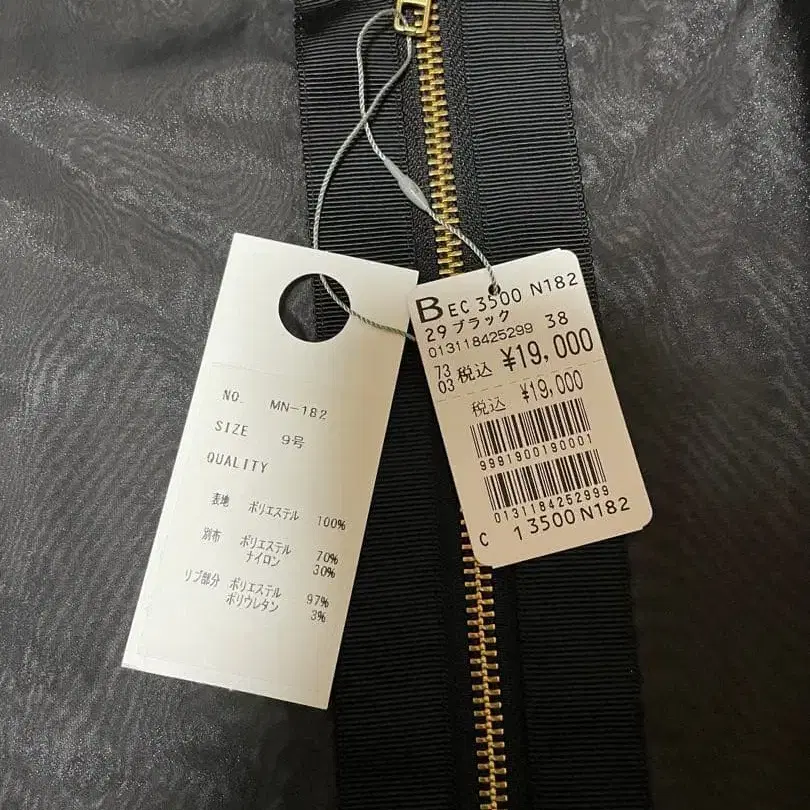 NO. MN-182
SIZE 9号
QUALITY
表地 ポリエステル 100%
別布 ポリエステル 70%
ナイロン 30%
リブ部分 ポリエステル 97%
ポリウレタン 3%
B EC 3500 N182
29 ブラック
013118425299 38
73
03 税込 ¥19,000
税込 ¥19,000
9991900190001
0131184252999
C 1 3500 N182